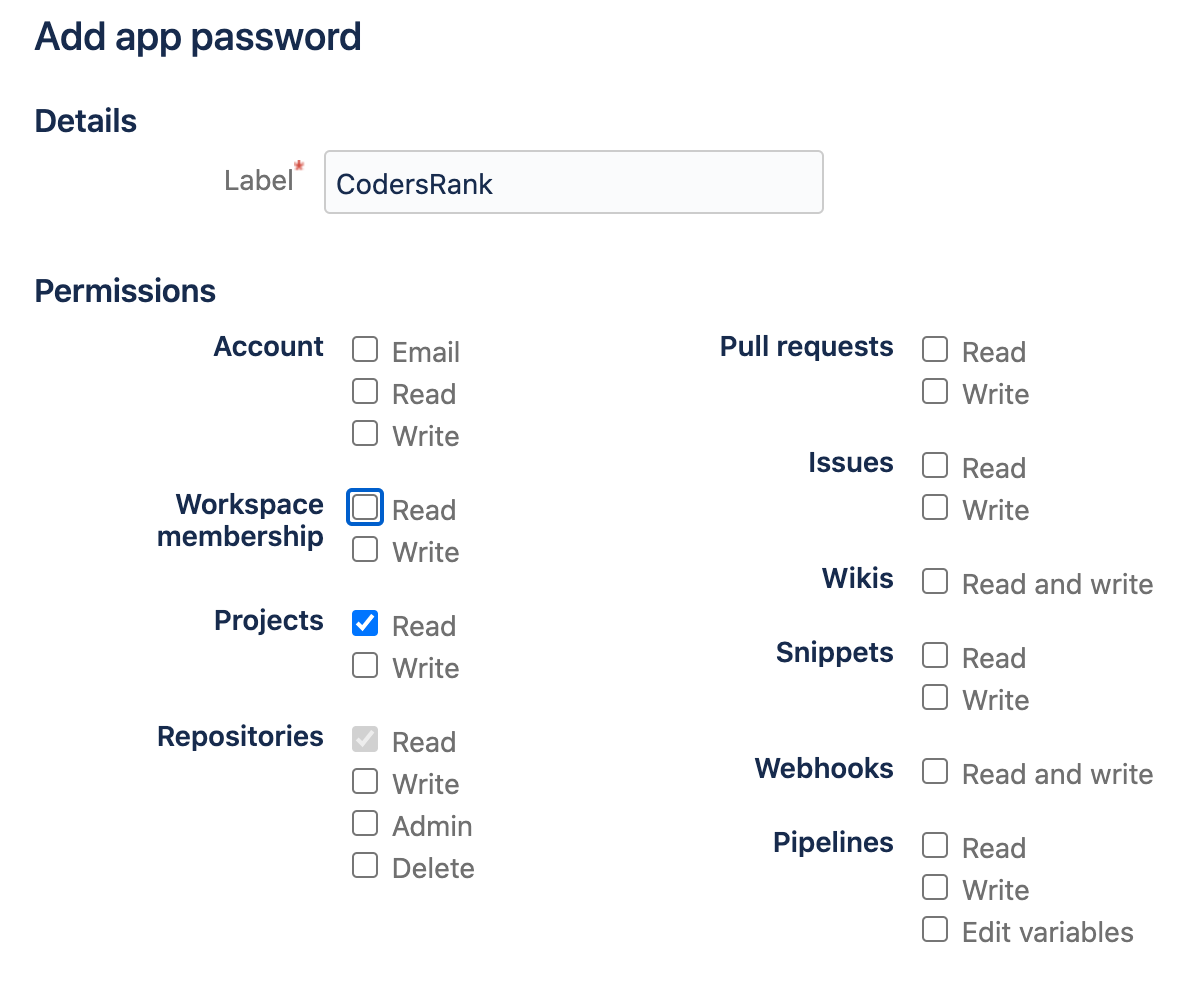 Add app password
Details
Label*
CodersRank
Permissions
Account
Email
Read
Write
Workspace
membership
Read
Write
Projects
Read
Write
Repositories
Read
Write
Admin
Delete
Pull requests
Read
Write
Issues
Read
Write
Wikis
Read and write
Snippets
Read
Write
Webhooks
Read and write
Pipelines
Read
Write
Edit variables